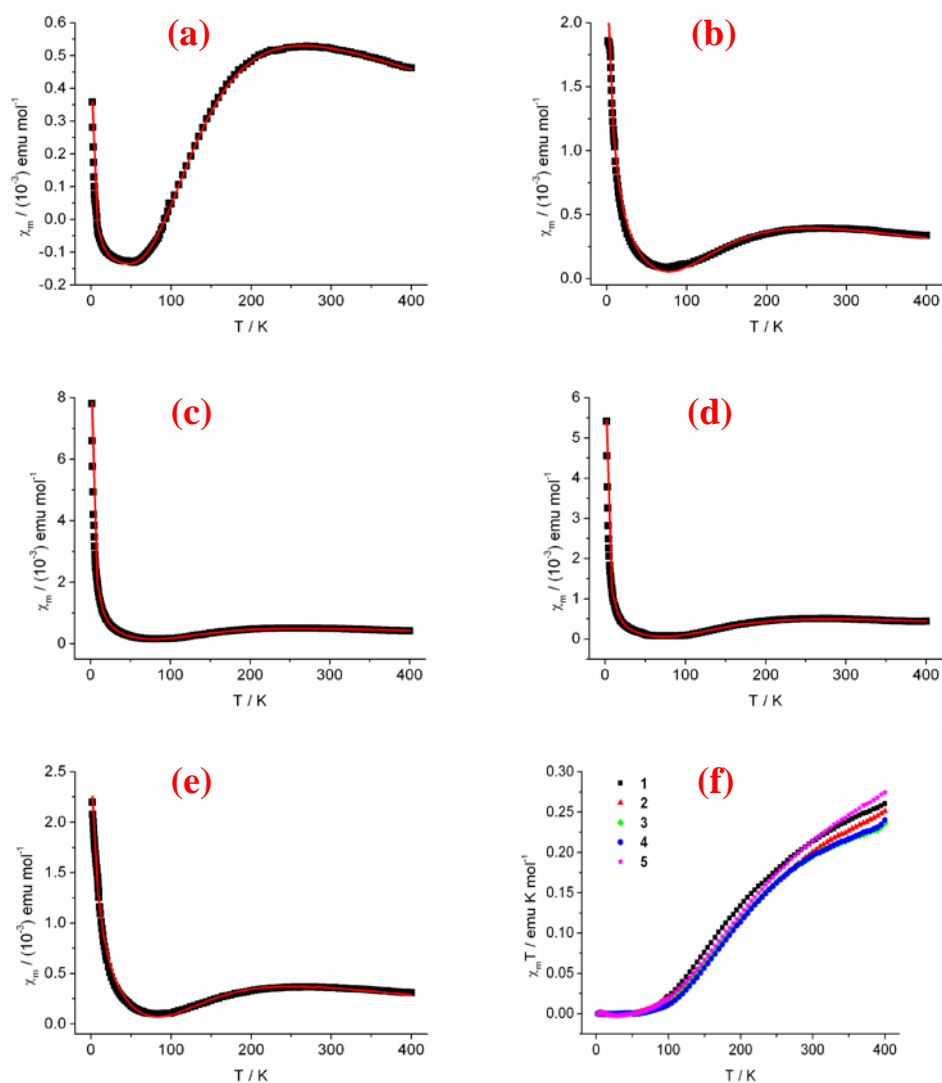 (a)
χm / (10⁻³) emu mol⁻¹
0.6
0.5
0.4
0.3
0.2
0.1
0.0
-0.1
-0.2
0 100 200 300 400
T / K
(b)
χm / (10⁻³) emu mol⁻¹
2.0
1.5
1.0
0.5
0.0
0 100 200 300 400
T / K
(c)
χm / (10⁻³) emu mol⁻¹
8
6
4
2
0
0 100 200 300 400
T / K
(d)
χm / (10⁻³) emu mol⁻¹
6
5
4
3
2
1
0
0 100 200 300 400
T / K
(e)
χm / (10⁻³) emu mol⁻¹
2.5
2.0
1.5
1.0
0.5
0.0
0 100 200 300 400
T / K
(f)
χmT / emu K mol⁻¹
0.30
0.25
0.20
0.15
0.10
0.05
0.00
1
2
3
4
5
0 100 200 300 400
T / K